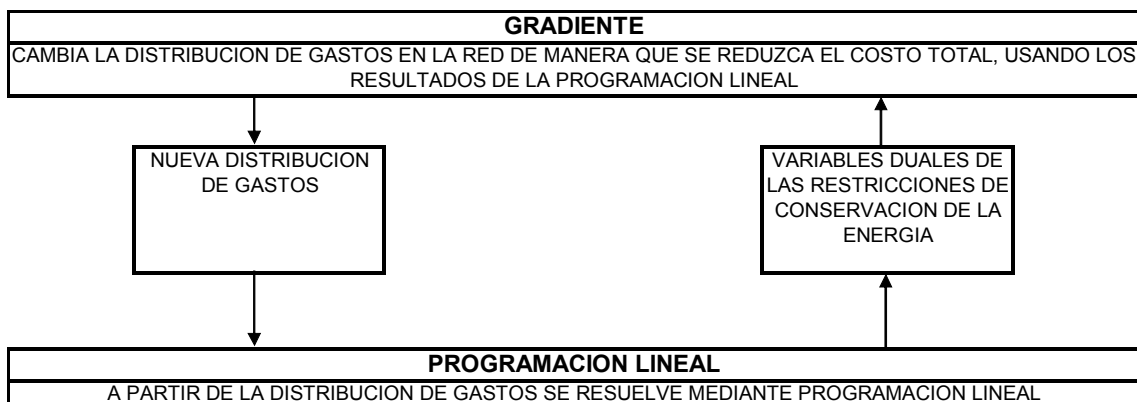 GRADIENTE
CAMBIA LA DISTRIBUCION DE GASTOS EN LA RED DE MANERA QUE SE REDUZCA EL COSTO TOTAL, USANDO LOS
RESULTADOS DE LA PROGRAMACION LINEAL
NUEVA DISTRIBUCION
DE GASTOS
VARIABLES DUALES DE
LAS RESTRICCIONES DE
CONSERVACION DE LA
ENERGIA
PROGRAMACION LINEAL
A PARTIR DE LA DISTRIBUCION DE GASTOS SE RESUELVE MEDIANTE PROGRAMACION LINEAL